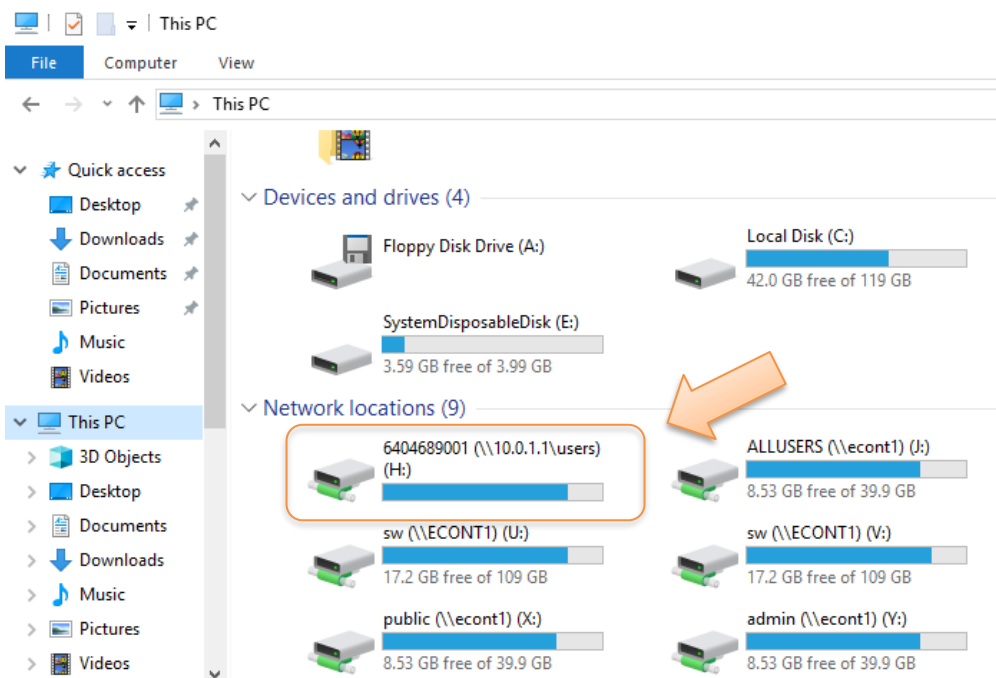 This PC
File Computer View
This PC
Quick access
Desktop
Downloads
Documents
Pictures
Music
Videos
This PC
3D Objects
Desktop
Documents
Downloads
Music
Pictures
Videos
Devices and drives (4)
Floppy Disk Drive (A:)
Local Disk (C:)
42.0 GB free of 119 GB
SystemDisposableDisk (E:)
3.59 GB free of 3.99 GB
Network locations (9)
6404689001 (\\10.0.1.1\users)
(H:)
ALLUSERS (\\econt1) (J:)
8.53 GB free of 39.9 GB
sw (\\ECONT1) (U:)
17.2 GB free of 109 GB
sw (\\ECONT1) (V:)
17.2 GB free of 109 GB
public (\\econt1) (X:)
8.53 GB free of 39.9 GB
admin (\\econt1) (Y:)
8.53 GB free of 39.9 GB